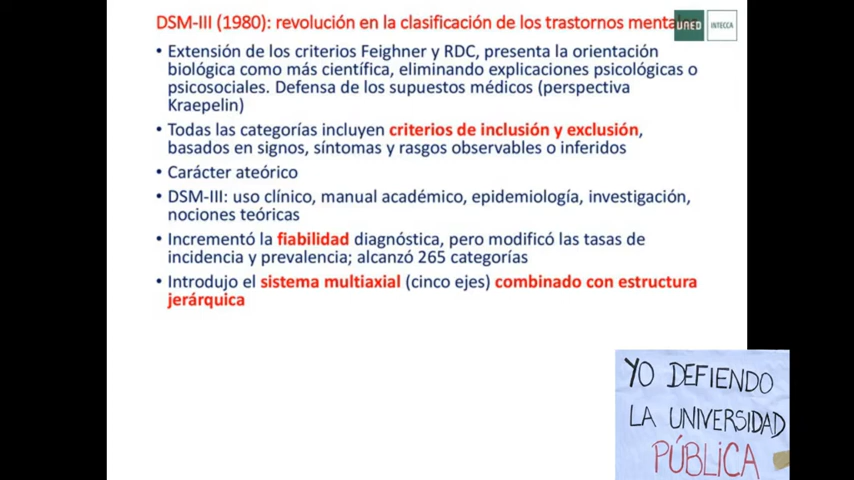 DSM-III (1980): revolución en la clasificación de los trastornos mentales
UNED
INTECCA
• Extensión de los criterios Feighner y RDC, presenta la orientación
biológica como más científica, eliminando explicaciones psicológicas o
psicosociales. Defensa de los supuestos médicos (perspectiva
Kraepelin)
• Todas las categorías incluyen criterios de inclusión y exclusión,
basados en signos, síntomas y rasgos observables o inferidos
• Carácter ateórico
• DSM-III: uso clínico, manual académico, epidemiología, investigación,
nociones teóricas
• Incrementó la fiabilidad diagnóstica, pero modificó las tasas de
incidencia y prevalencia; alcanzó 265 categorías
• Introdujo el sistema multiaxial (cinco ejes) combinado con estructura
jerárquica
YO DEFIENDO
LA UNIVERSIDAD
PÚBLICA